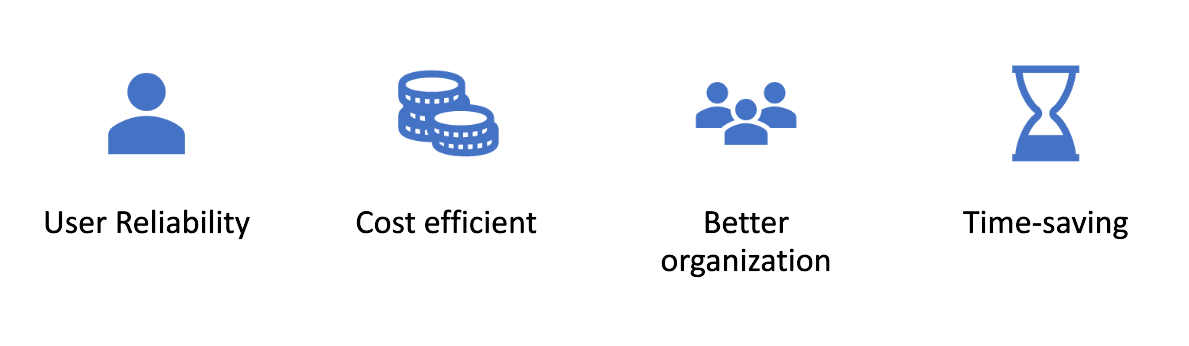 User Reliability
Cost efficient
Better
organization
Time-saving